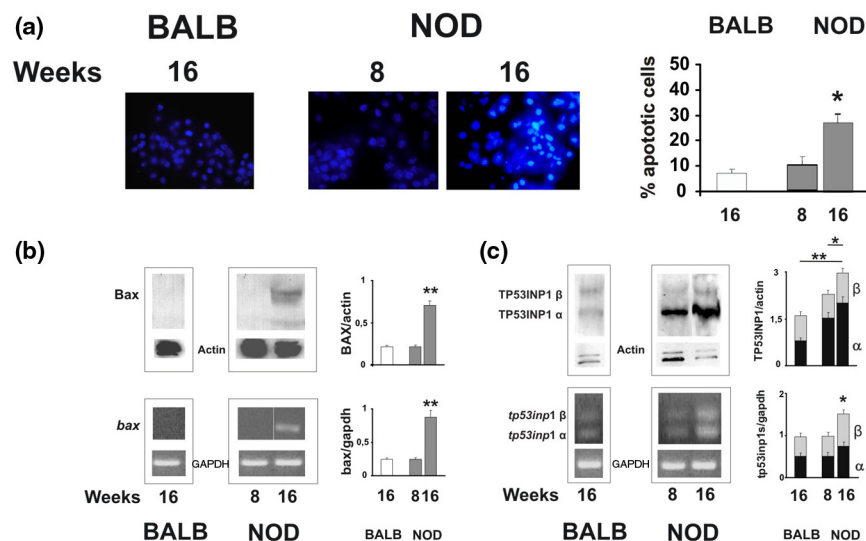 (a) BALB NOD BALB NOD
Weeks 16 8 16
% apototic cells
50
40
30
20
10
0
*
16 8 16
(b)
Bax
Actin
BAX/actin
1
0,5
0
**
bax
GAPDH
bax/gapdh
1
0,5
0
**
Weeks 16 8 16 16 8 16
BALB NOD BALB NOD
(c)
TP53INP1 β
TP53INP1 α
Actin
TP53INP1/actin
3
1,5
0
*
**
β
α
tp53inp1 β
tp53inp1 α
GAPDH
tp53inp1s/gapdh
2
1
0
*
β
α
Weeks 16 8 16 16 8 16
BALB NOD BALB NOD